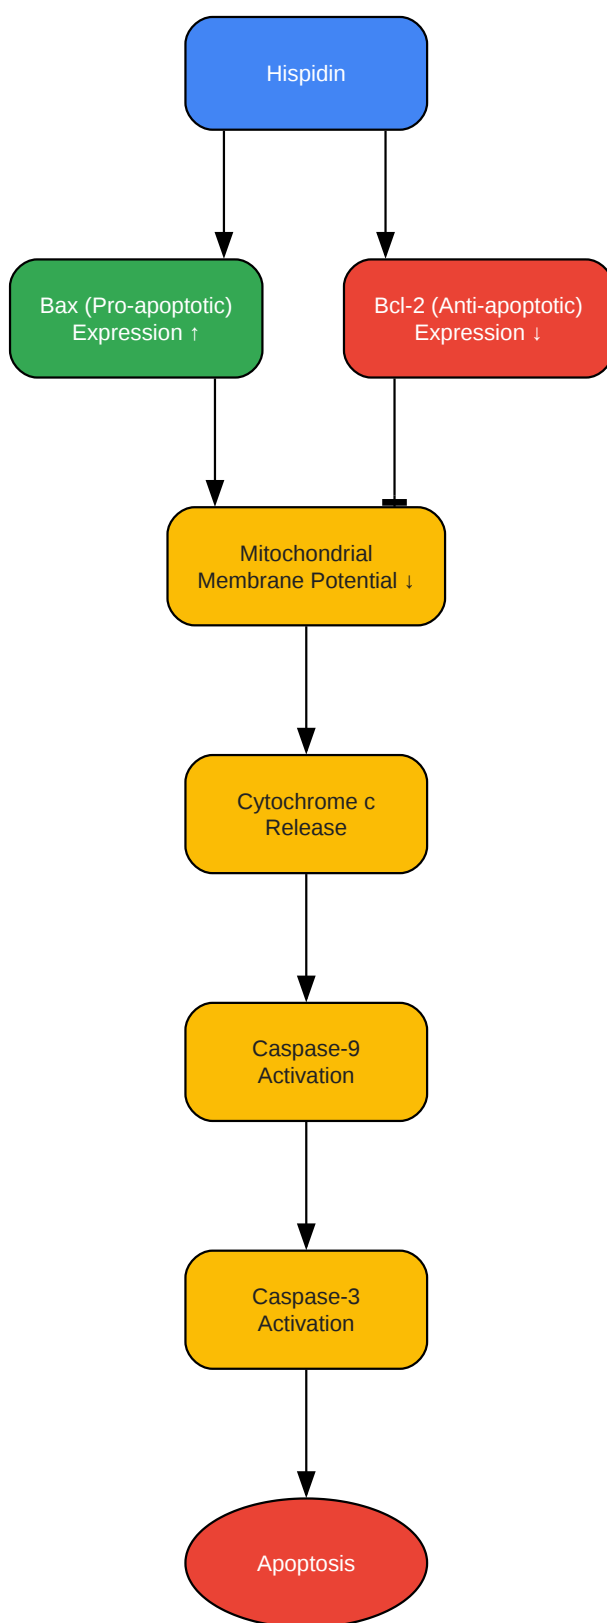 Hispidin
Bax (Pro-apoptotic)
Expression ↑
Bcl-2 (Anti-apoptotic)
Expression ↓
Mitochondrial
Membrane Potential ↓
Cytochrome c
Release
Caspase-9
Activation
Caspase-3
Activation
Apoptosis